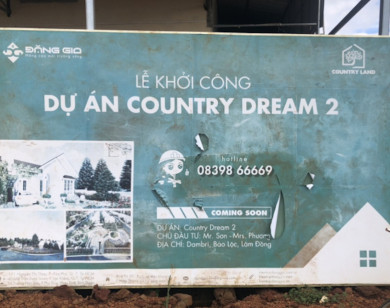 ĐĂNG GIA
COUNTRY LAND
LỄ KHỞI CÔNG
DỰ ÁN COUNTRY DREAM 2
hotline
08398 66669
COMING SOON
DỰ ÁN: Country Dream 2
CHỦ ĐẦU TƯ: Mr. Sơn -Mrs. Phương
ĐỊA CHỈ: Dambri, Bảo Lộc, Lâm Đồng